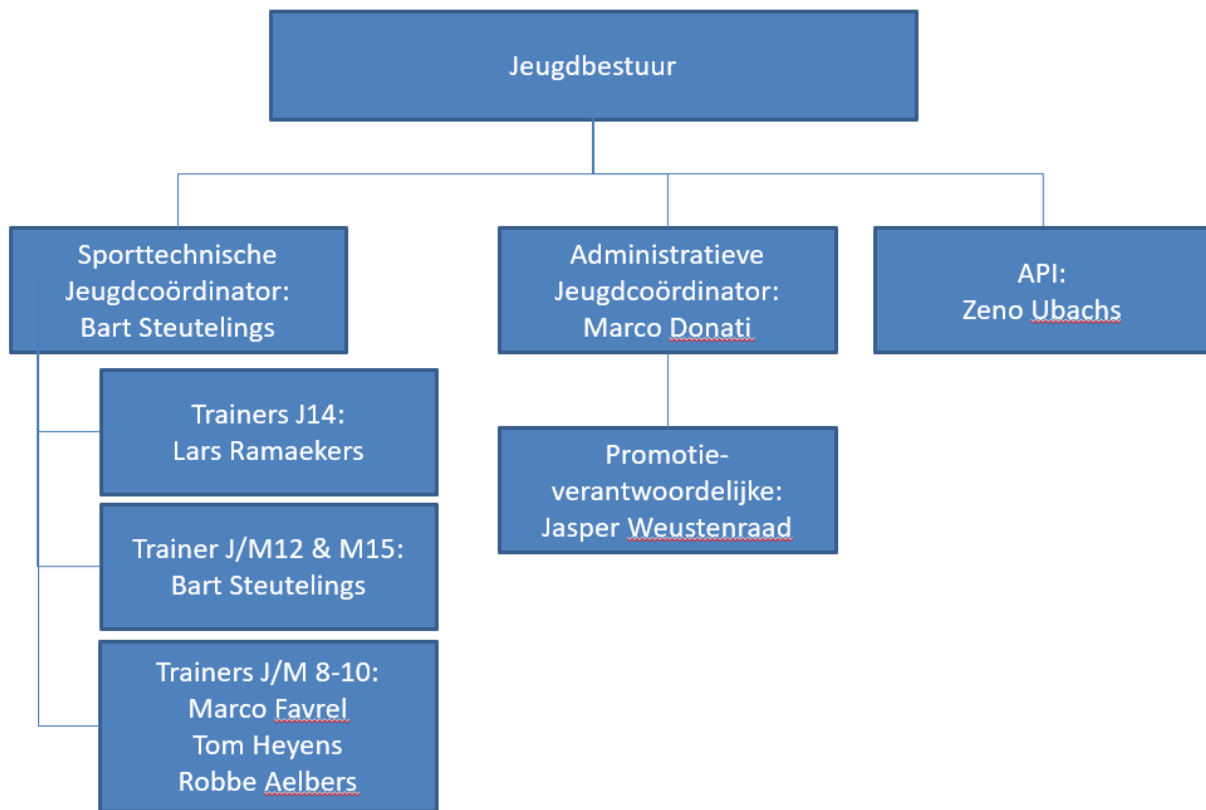 Jeugdbestuur
Sporttechnische
Jeugdcoördinator:
Bart Steutelings
Administratieve
Jeugdcoördinator:
Marco Donati
API:
Zeno Ubachs
Trainers J14:
Lars Ramaekers
Promotie-
verantwoordelijke:
Jasper Weustenraad
Trainer J/M12 & M15:
Bart Steutelings
Trainers J/M 8-10:
Marco Favrel
Tom Heyens
Robbe Aelbers